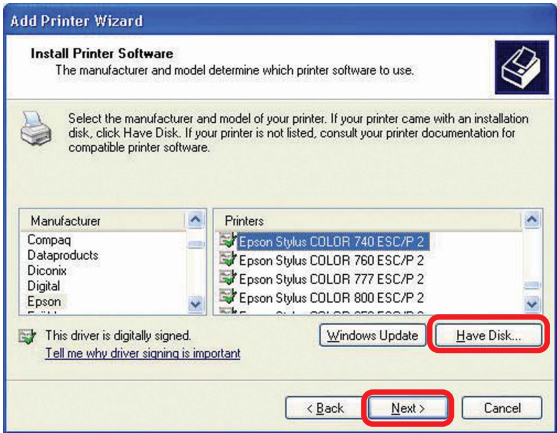 Add Printer Wizard
Install Printer Software
The manufacturer and model determine which printer software to use.
Select the manufacturer and model of your printer. If your printer came with an installation
disk, click Have Disk. If your printer is not listed, consult your printer documentation for
compatible printer software.
Manufacturer
Compaq
Dataproducts
Diconix
Digital
Epson
Printers
Epson Stylus COLOR 740 ESC/P 2
Epson Stylus COLOR 760 ESC/P 2
Epson Stylus COLOR 777 ESC/P 2
Epson Stylus COLOR 800 ESC/P 2
This driver is digitally signed.
Tell me why driver signing is important
Windows Update
Have Disk...
< Back
Next >
Cancel